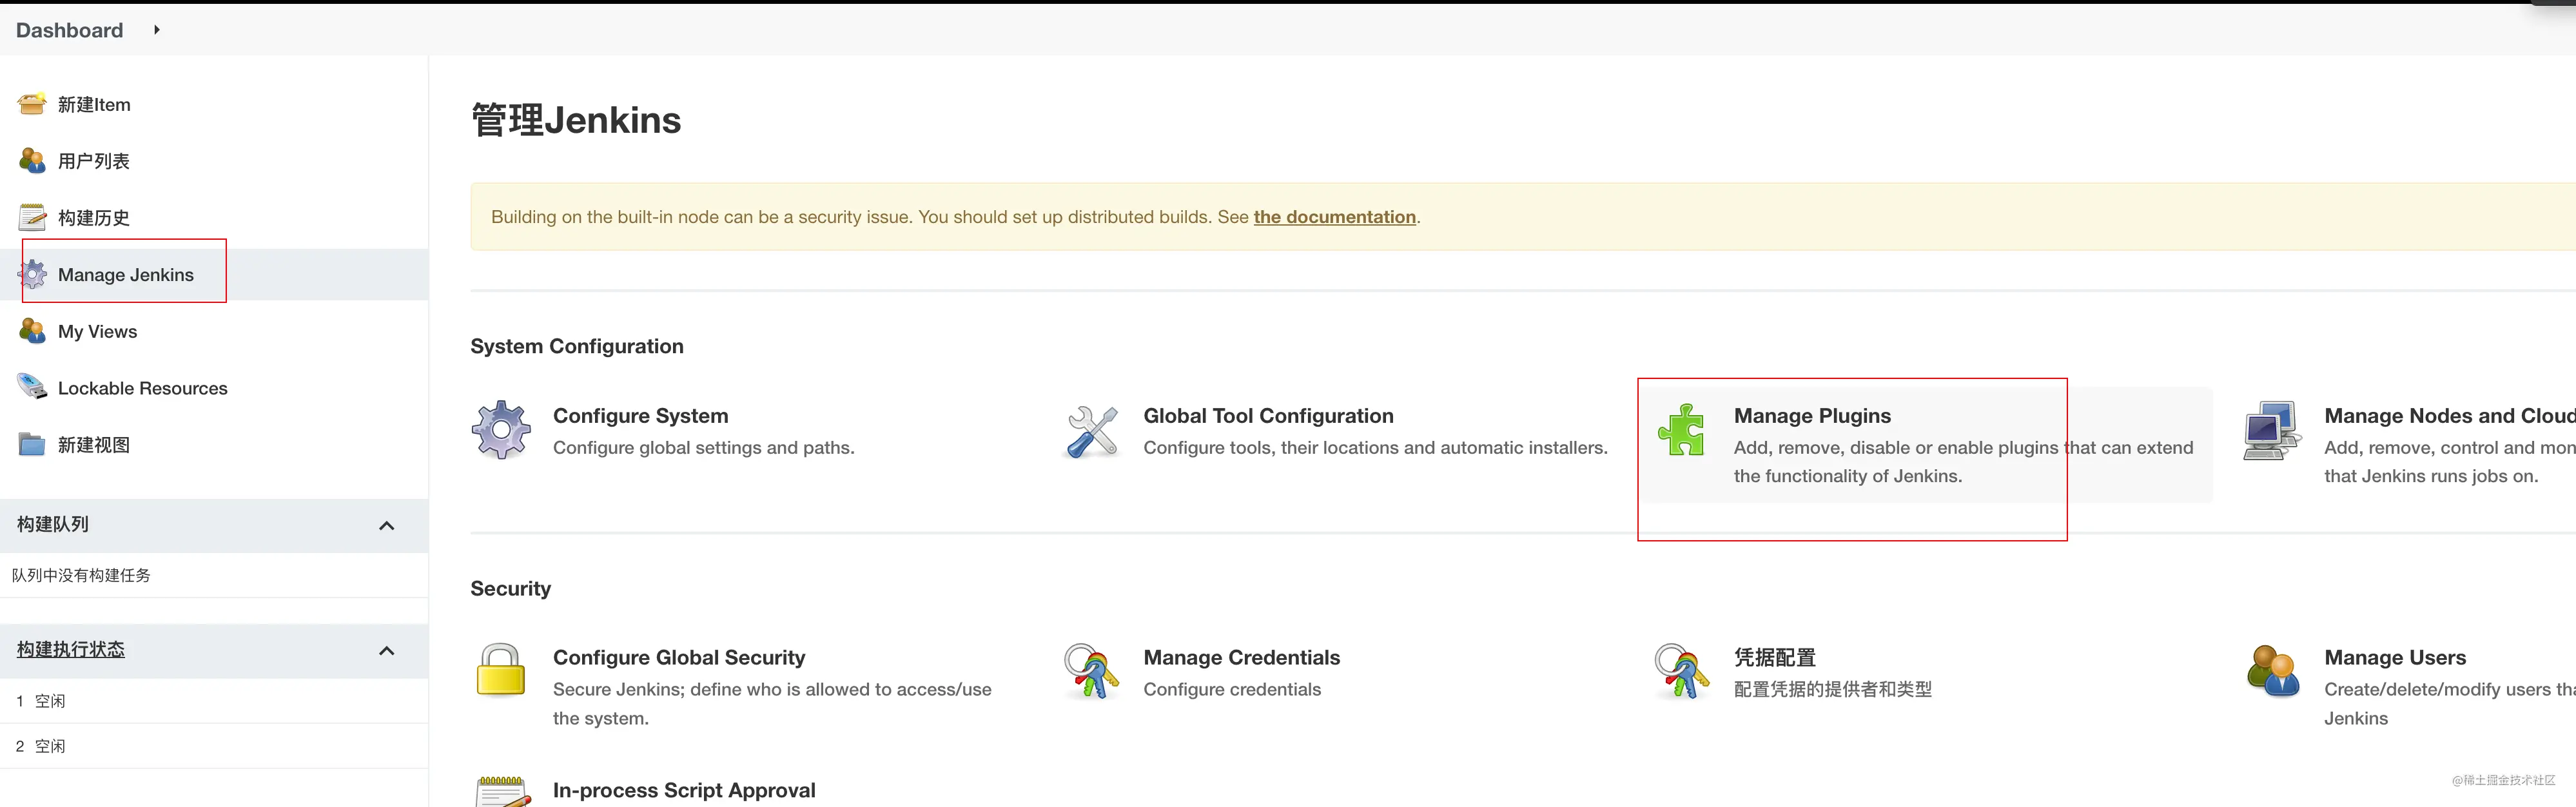 Dashboard
新建Item
用户列表
构建历史
Manage Jenkins
My Views
Lockable Resources
新建视图
构建队列
队列中没有构建任务
构建执行状态
1 空闲
2 空闲
管理Jenkins
Building on the built-in node can be a security issue. You should set up distributed builds. See the documentation.
System Configuration
Configure System
Configure global settings and paths.
Global Tool Configuration
Configure tools, their locations and automatic installers.
Manage Plugins
Add, remove, disable or enable plugins that can extend
the functionality of Jenkins.
Manage Nodes and Cloud
Add, remove, control and mon
that Jenkins runs jobs on.
Security
Configure Global Security
Secure Jenkins; define who is allowed to access/use
the system.
Manage Credentials
Configure credentials
凭据配置
配置凭据的提供者和类型
Manage Users
Create/delete/modify users tha
Jenkins
In-process Script Approval
@稀土掘金技术社区